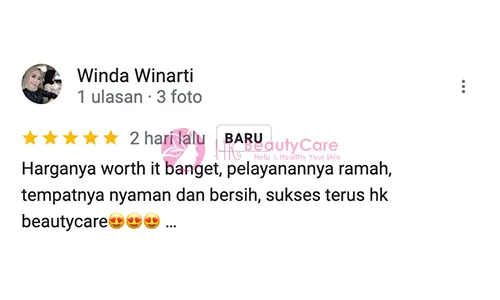 Winda Winarti
1 ulasan · 3 foto
★★★★★ 2 hari lalu BARU
HK BeautyCare
Help & Healthy Your Skin
Harganya worth it banget, pelayanannya ramah,
tempatnya nyaman dan bersih, sukses terus hk
beautycare😍😍😍 ...